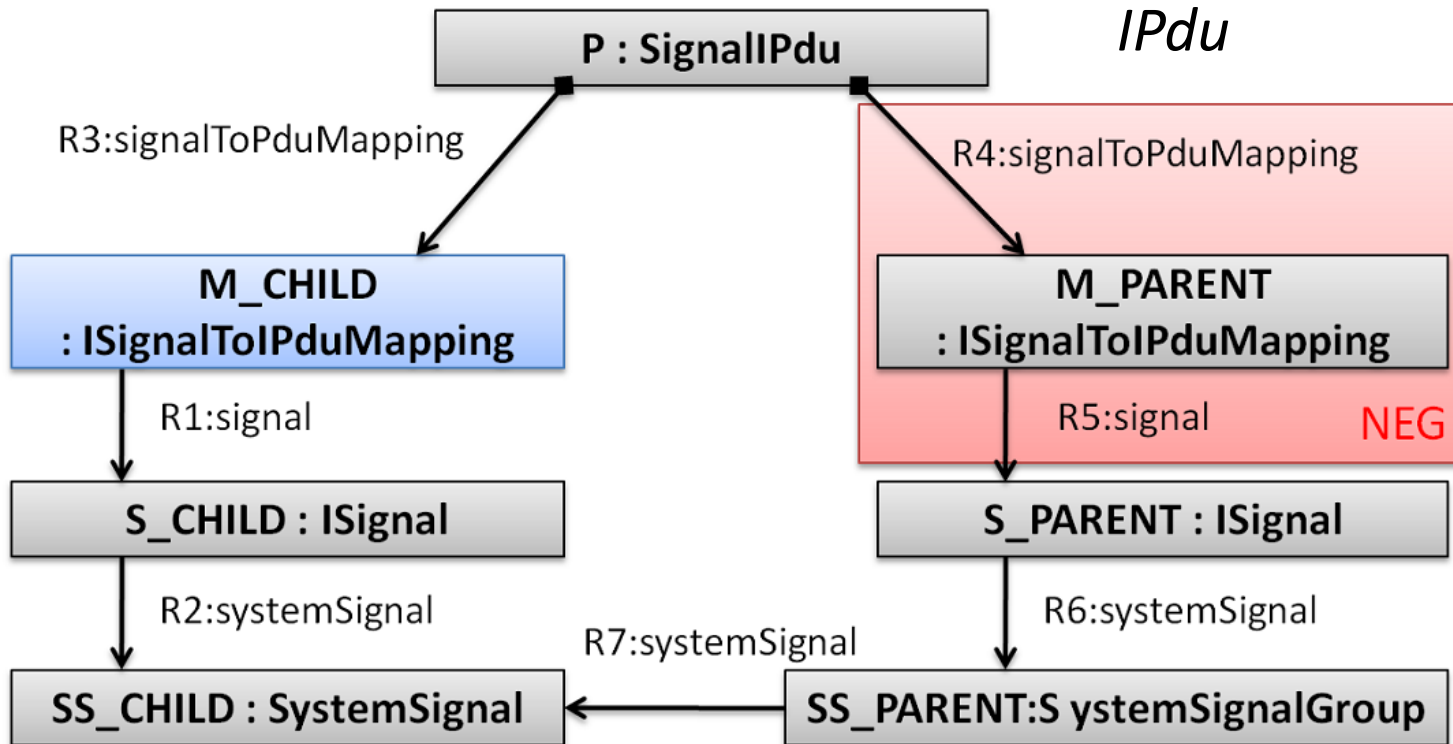 IPdu
P : SignalIPdu
R3:signalToPduMapping
R4:signalToPduMapping
M_CHILD
: ISignalToIPduMapping
M_PARENT
: ISignalToIPduMapping
R1:signal
R5:signal
NEG
S_CHILD : ISignal
S_PARENT : ISignal
R2:systemSignal
R6:systemSignal
R7:systemSignal
SS_CHILD : SystemSignal
SS_PARENT:S ystemSignalGroup